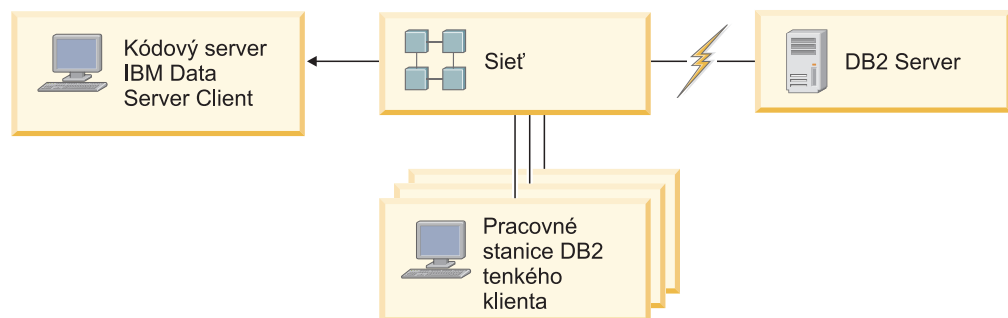 Kódový server
IBM Data
Server Client
Sieť
DB2 Server
Pracovné
stanice DB2
tenkého
klienta